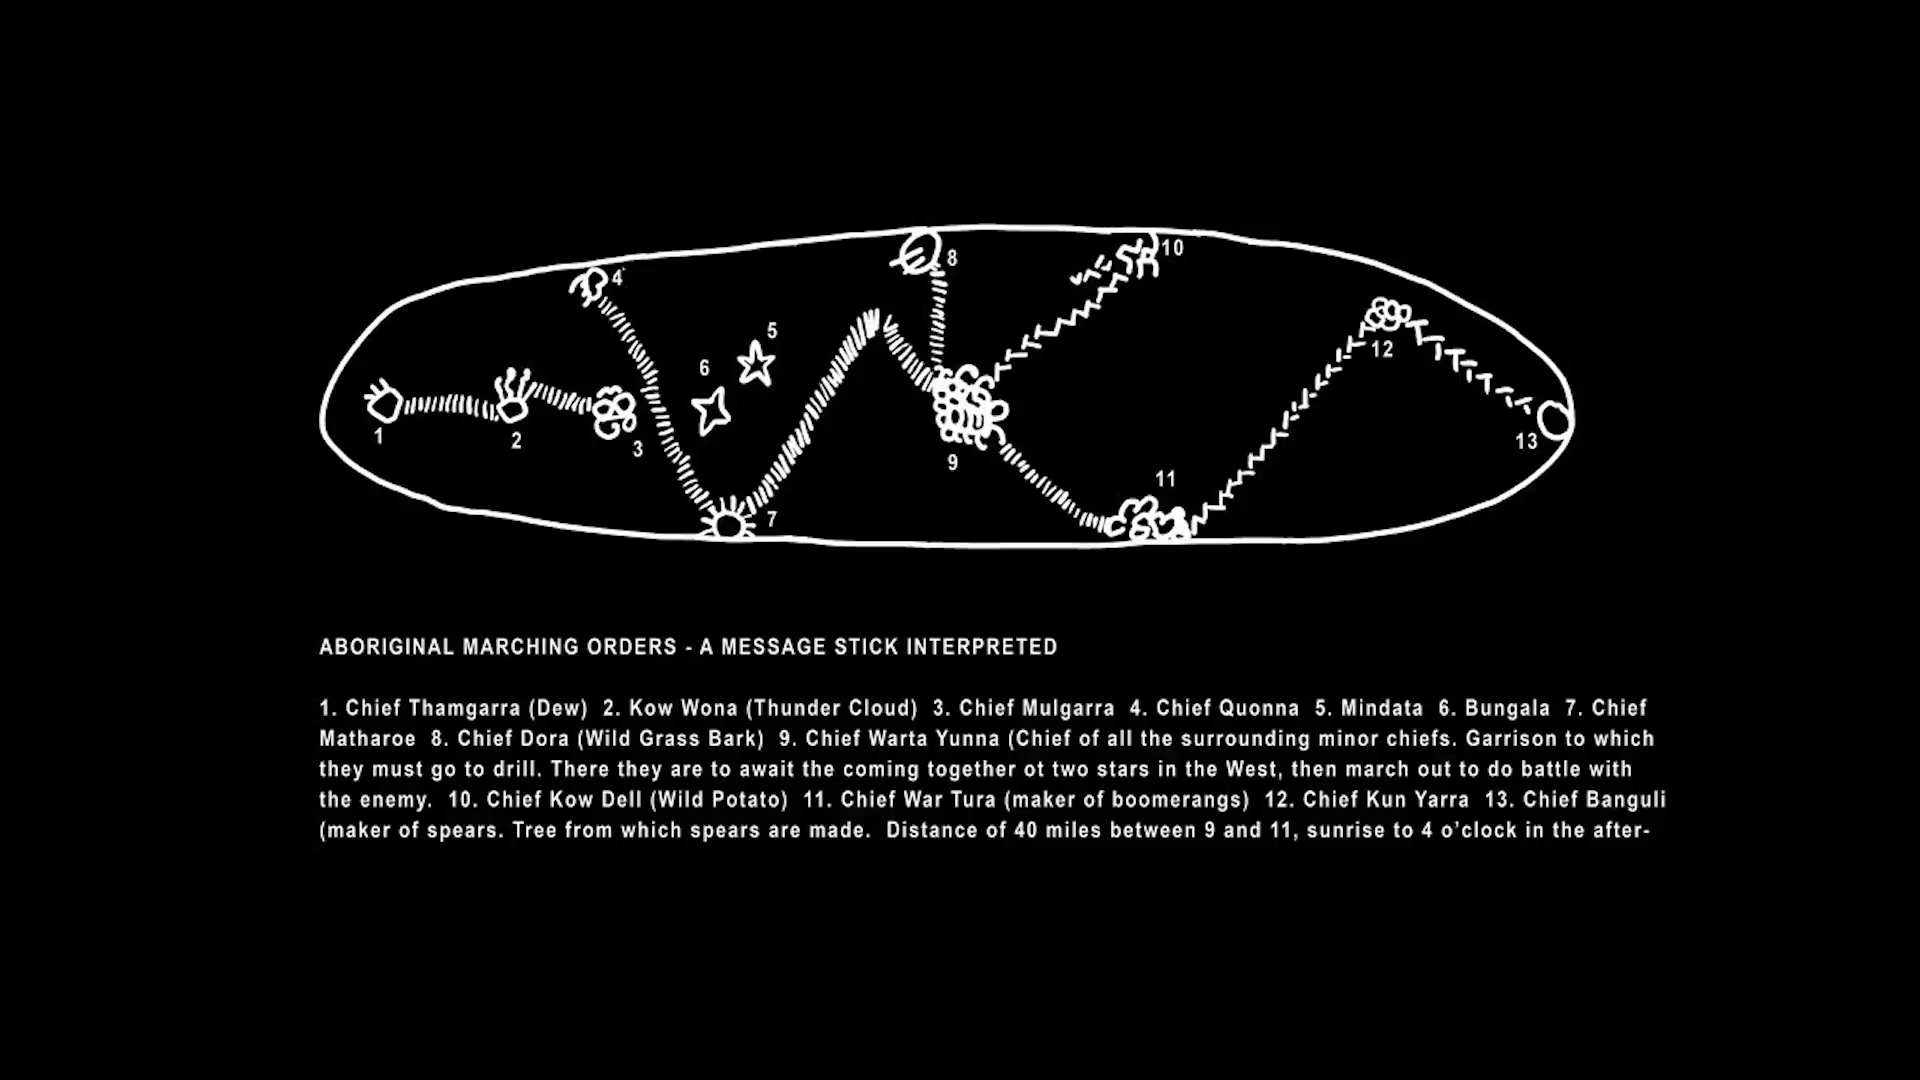 4
8
10
5
6
12
1
2
3
13
9
11
7
ABORIGINAL MARCHING ORDERS - A MESSAGE STICK INTERPRETED
1. Chief Thamgarra (Dew) 2. Kow Wona (Thunder Cloud) 3. Chief Mulgarra 4. Chief Quonna 5. Mindata 6. Bungala 7. Chief
Matharoe 8. Chief Dora (Wild Grass Bark) 9. Chief Warta Yunna (Chief of all the surrounding minor chiefs. Garrison to which
they must go to drill. There they are to await the coming together ot two stars in the West, then march out to do battle with
the enemy. 10. Chief Kow Dell (Wild Potato) 11. Chief War Tura (maker of boomerangs) 12. Chief Kun Yarra 13. Chief Banguli
(maker of spears. Tree from which spears are made. Distance of 40 miles between 9 and 11, sunrise to 4 o'clock in the after-